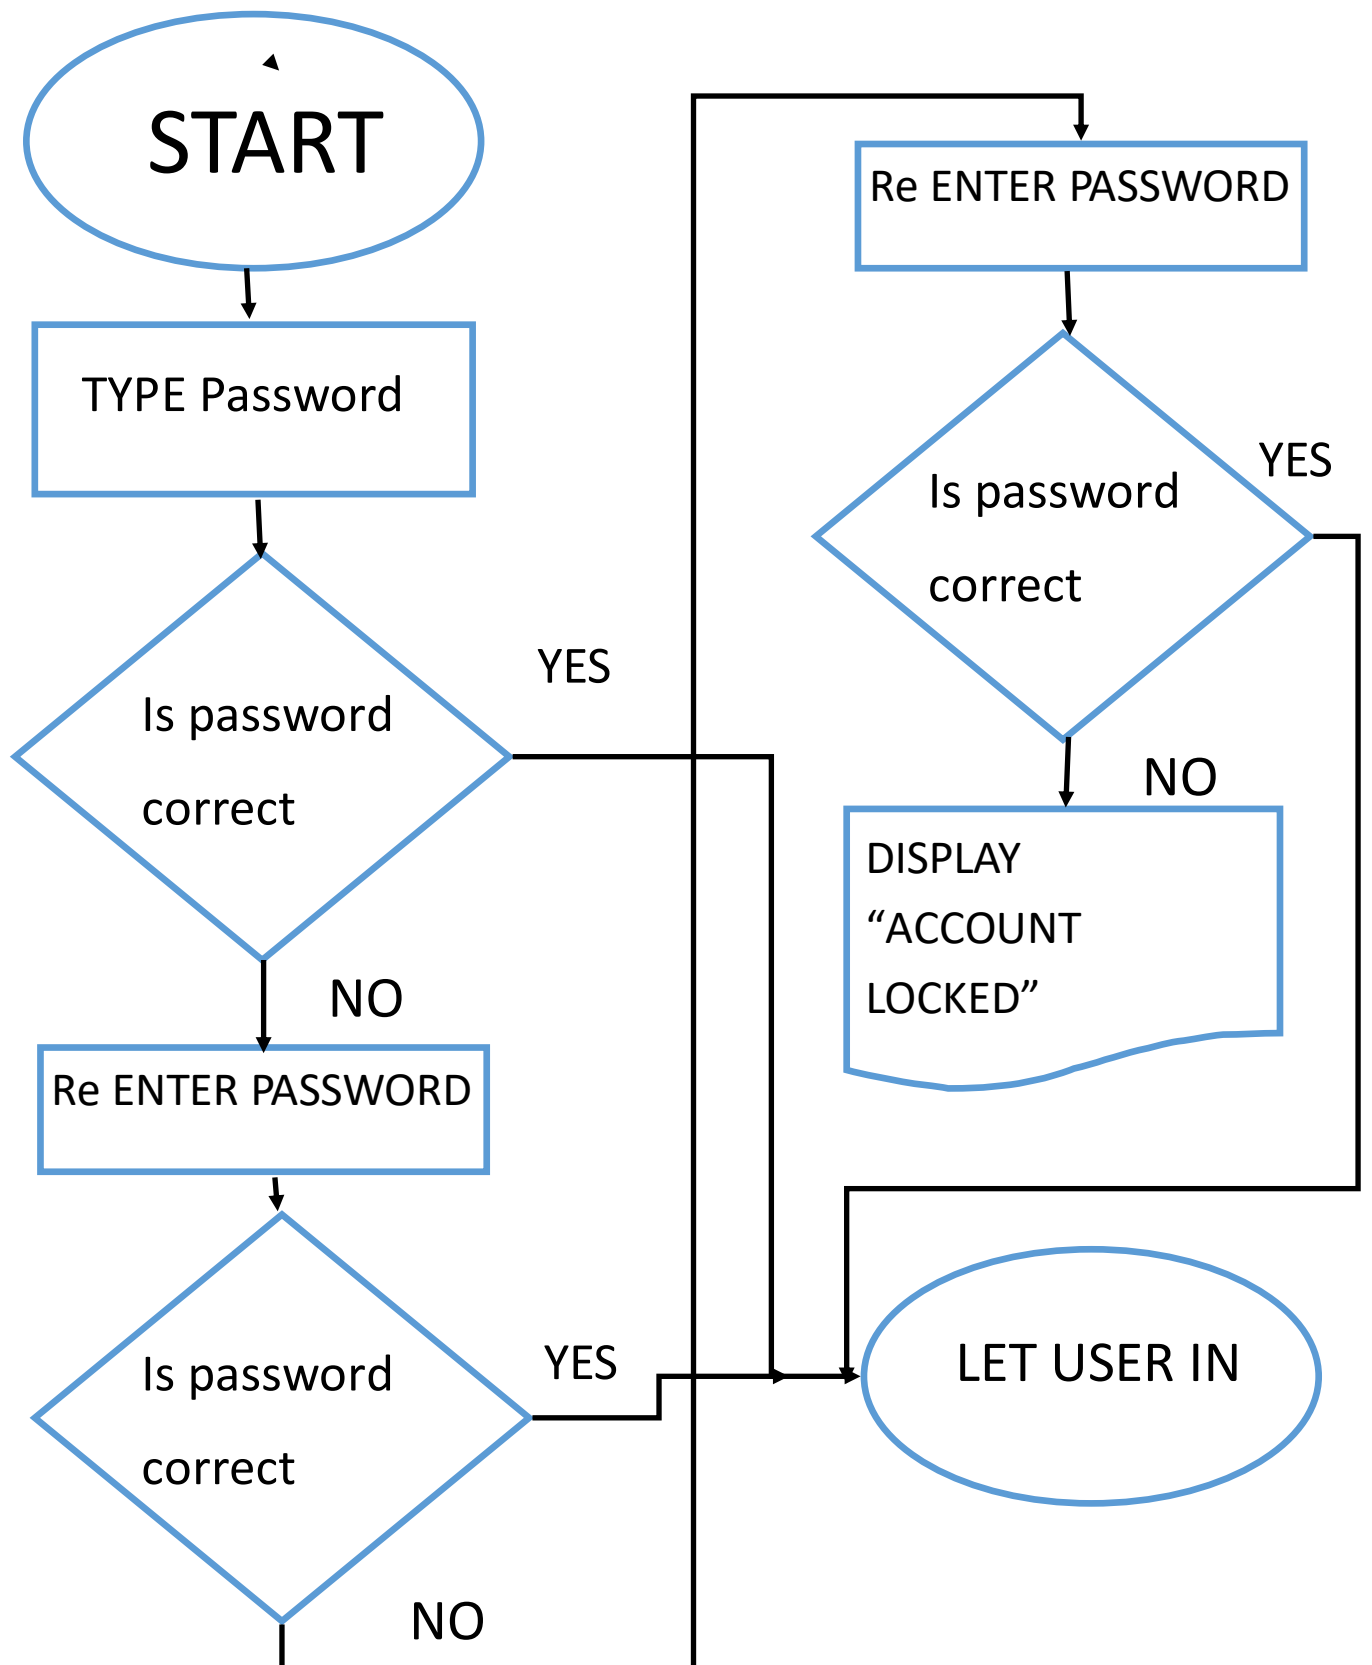 START
TYPE Password
Is password
correct
YES
NO
Re ENTER PASSWORD
Is password
correct
YES
NO
Re ENTER PASSWORD
Is password
correct
YES
NO
DISPLAY
“ACCOUNT
LOCKED”
LET USER IN